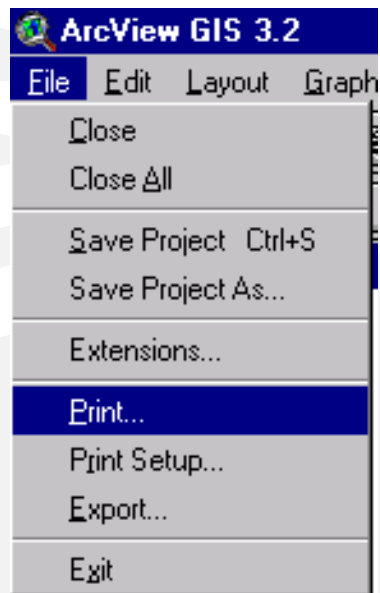 ArcView GIS 3.2
File Edit Layout Graph
Close
Close All
Save Project Ctrl+S
Save Project As...
Extensions...
Print...
Print Setup...
Export...
Exit